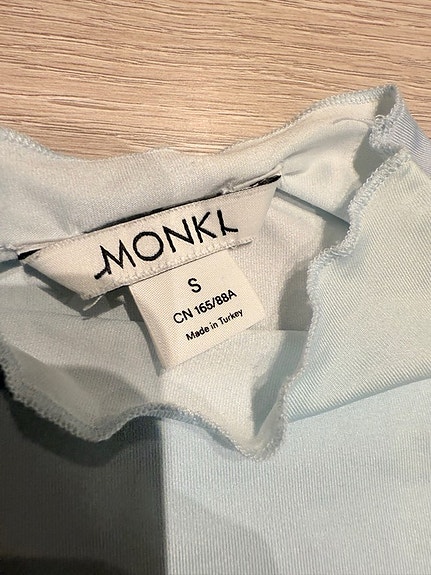 MONKI
S
CN 165/88A
Made in Turkey